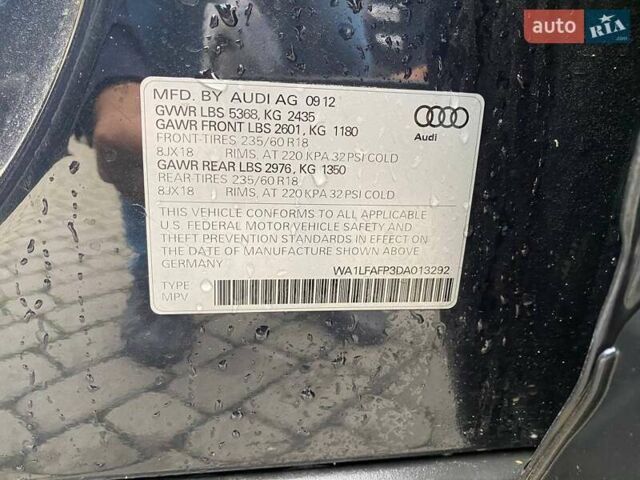 auto RIA.com
MFD. BY AUDI AG 0912
GVWR LBS 5368, KG 2435
GAWR FRONT LBS 2601, KG 1180
FRONT-TIRES 235/60 R18
8JX18 RIMS, AT 220 KPA 32 PSI COLD
GAWR REAR LBS 2976, KG 1350
REAR-TIRES 235/60 R18
8JX18 RIMS, AT 220 KPA 32 PSI COLD
Audi
THIS VEHICLE CONFORMS TO ALL APPLICABLE
U.S. FEDERAL MOTOR VEHICLE SAFETY AND
THEFT PREVENTION STANDARDS IN EFFECT ON
THE DATE OF MANUFACTURE SHOWN ABOVE
GERMANY WA1LFAFP3DA013292
TYPE
MPV